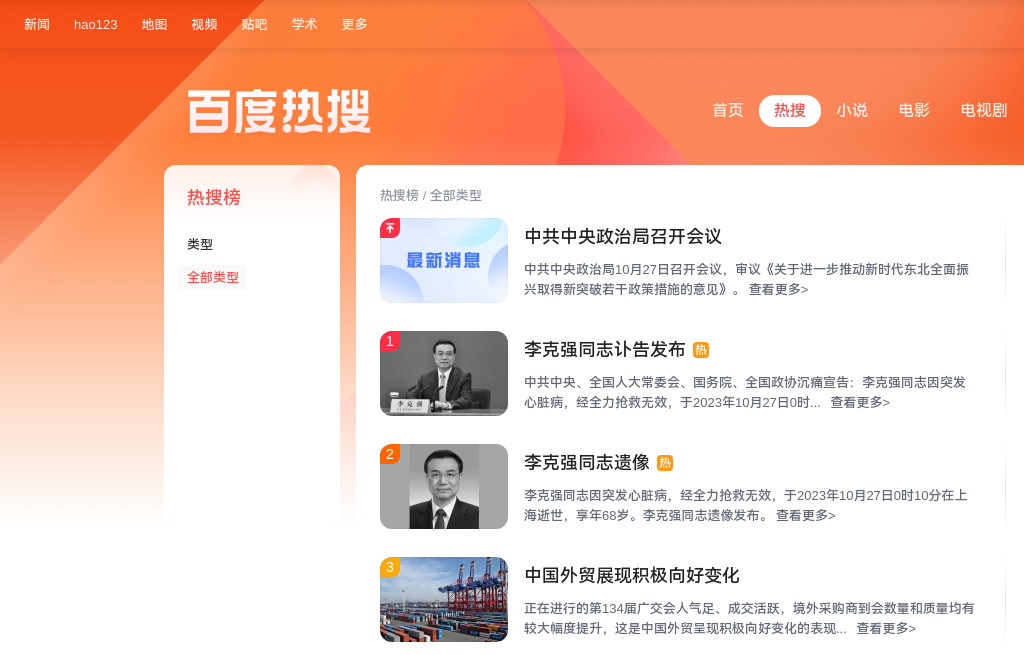 新闻 hao123 地图 视频 贴吧 学术 更多
百度热搜
首页 热搜 小说 电影 电视剧
热搜榜
类型
全部类型
热搜榜 / 全部类型
最新消息
中共中央政治局召开会议
中共中央政治局10月27日召开会议，审议《关于进一步推动新时代东北全面振
兴取得新突破若干政策措施的意见》。 查看更多>
1
李克强
李克强同志讣告发布 热
中共中央、全国人大常委会、国务院、全国政协沉痛宣告：李克强同志因突发
心脏病，经全力抢救无效，于2023年10月27日0时... 查看更多>
2
李克强同志遗像 热
李克强同志因突发心脏病，经全力抢救无效，于2023年10月27日0时10分在上
海逝世，享年68岁。李克强同志遗像发布。 查看更多>
3
中国外贸展现积极向好变化
正在进行的第134届广交会人气足、成交活跃，境外采购商到会数量和质量均有
较大幅度提升，这是中国外贸呈现积极向好变化的表现... 查看更多>